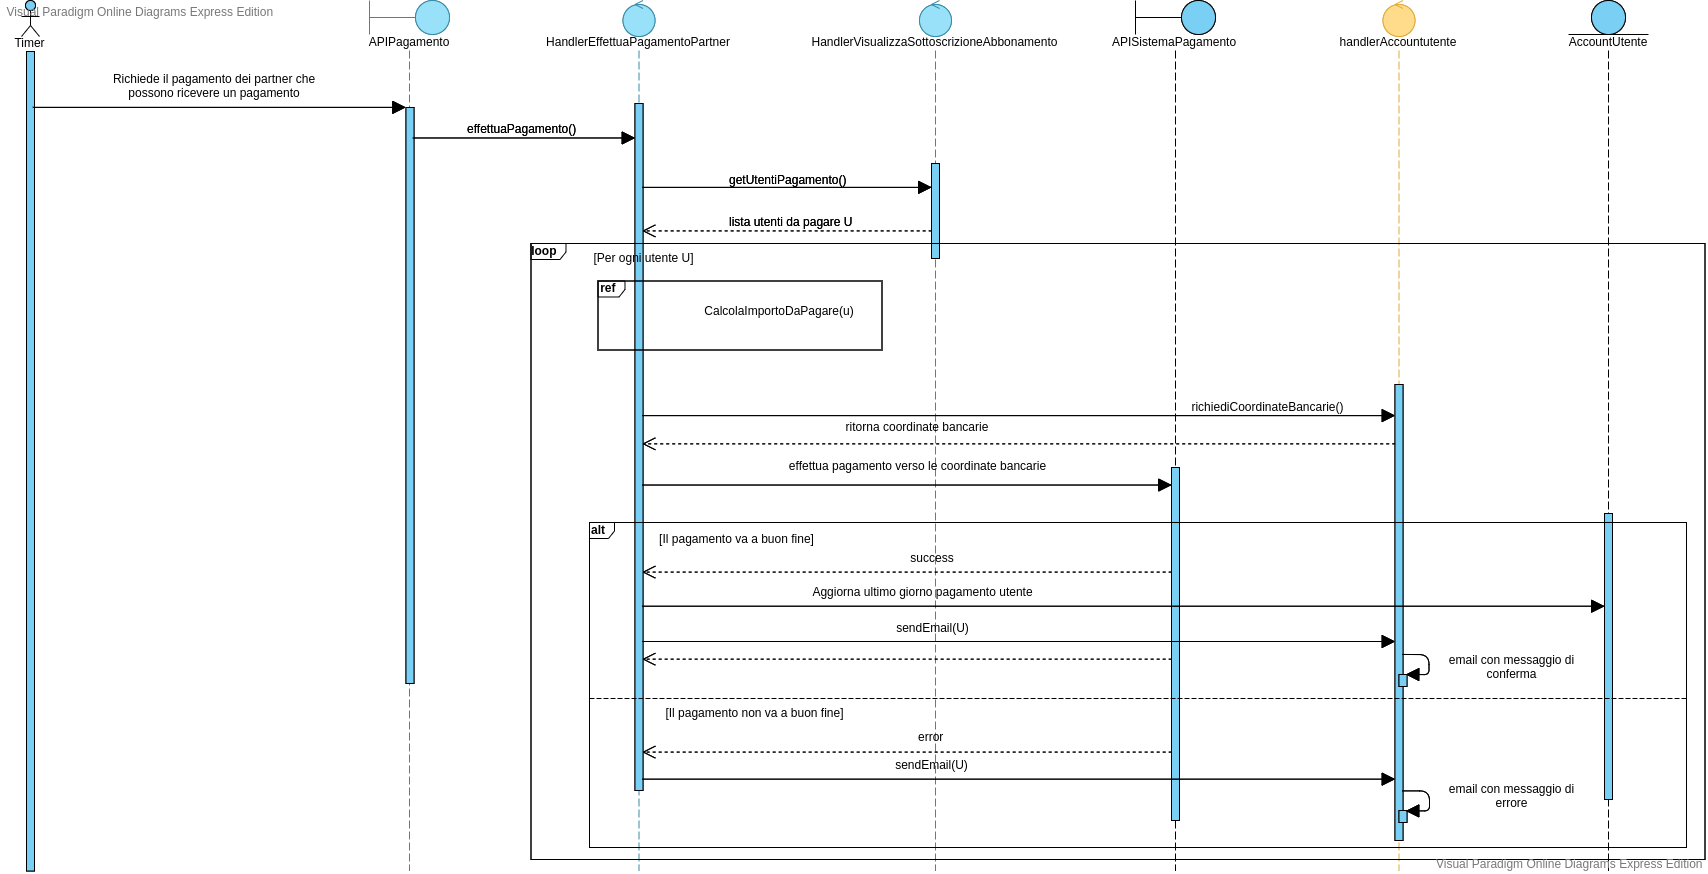 Visual Paradigm Online Diagrams Express Edition
Timer
APIPagamento
HandlerEffettuaPagamentoPartner
HandlerVisualizzaSottoscrizioneAbbonamento
APISistemaPagamento
handlerAccountutente
AccountUtente
Richiede il pagamento dei partner che
possono ricevere un pagamento
effettuaPagamento()
getUtentiPagamento()
lista utenti da pagare U
loop
[Per ogni utente U]
ref
CalcolaImportoDaPagare(u)
richiediCoordinateBancarie()
ritorna coordinate bancarie
effettua pagamento verso le coordinate bancarie
alt
[Il pagamento va a buon fine]
success
Aggiorna ultimo giorno pagamento utente
sendEmail(U)
email con messaggio di
conferma
[Il pagamento non va a buon fine]
error
sendEmail(U)
email con messaggio di
errore
Visual Paradigm Online Diagrams Express Edition